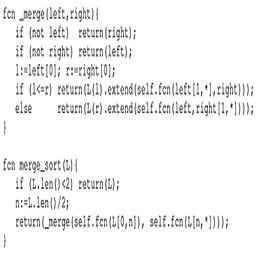 fcn _merge(left,right){
   if (not left)  return(right);
   if (not right) return(left);
   l:=left[0]; r:=right[0];
   if (l<=r) return(L(l).extend(self.fcn(left[1,*],right)));
   else      return(L(r).extend(self.fcn(left,right[1,*])));
}

fcn merge_sort(L){
   if (L.len()<2) return(L);
   n:=L.len()/2;
   return(_merge(self.fcn(L[0,n]), self.fcn(L[n,*])));
}